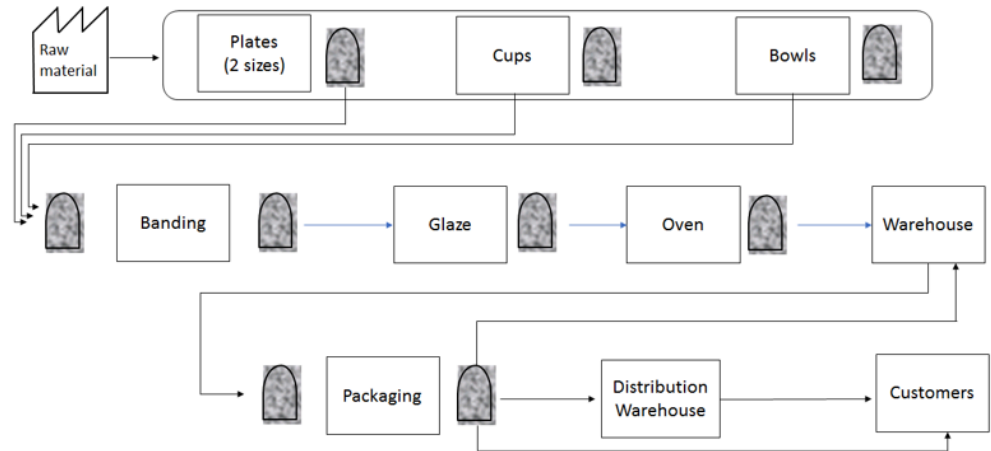 Raw
material
Plates
(2 sizes)
Cups
Bowls
Banding
Glaze
Oven
Warehouse
Packaging
Distribution
Warehouse
Customers